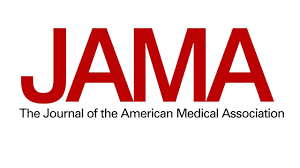 JAMA
The Journal of the American Medical Association